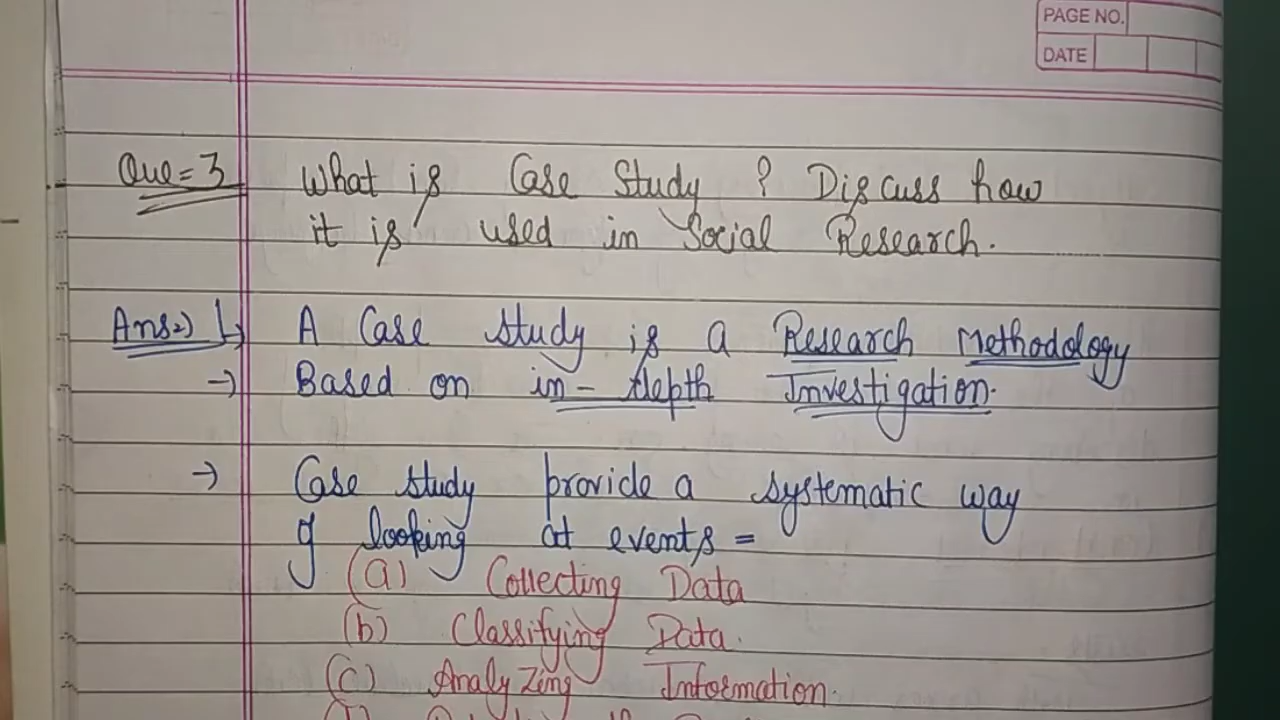 PAGE NO.
DATE
Que = 3 What is Case Study ? Discuss how
it is used in Social Research.
Ans=) A Case study is a Research Methodology
→ Based on in-depth Investigation.
→ Case study provide a systematic way
of looking at events =
(a) Collecting Data
(b) Classifying Data.
(c) Analyzing Information.